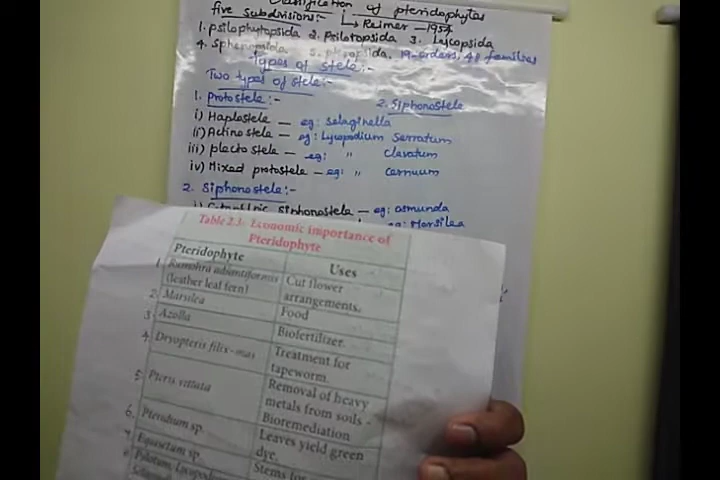 Classification of pteridophytes
five subdivisions:- ↳ Reimer - 1954
1. psilophytopsida 2. Psilotopsida 3. Lycopsida
4. Sphenopsida 5. pteropsida. 19-orders, 48 families
Types of stele:-
Two types of stele:-
1. Protostele:- 2. Siphonostele
i) Haplostele - eg: Selaginella
ii) Actinostele - eg: Lycopodium Serratum
iii) plectostele - eg: " Clavatum
iv) Mixed protostele - eg: " Cernuum
2. Siphonostele:-
siphonostele - eg: osmunda
eg: Marsilea
Table 2.3: Economic importance of
Pteridophyte
Pteridophyte Uses
1. Rumohra adiantiformis
(leather leaf fern) Cut flower
arrangements.
2. Marsilea Food
3. Azolla Biofertilizer.
4. Dryopteris filix-mas Treatment for
tapeworm.
5. Pteris vittata Removal of heavy
metals from soils -
Bioremediation
6. Pteridium sp. Leaves yield green
dye.
7. Equisetum sp. Stems for
8 Psilotum, Lycopodium